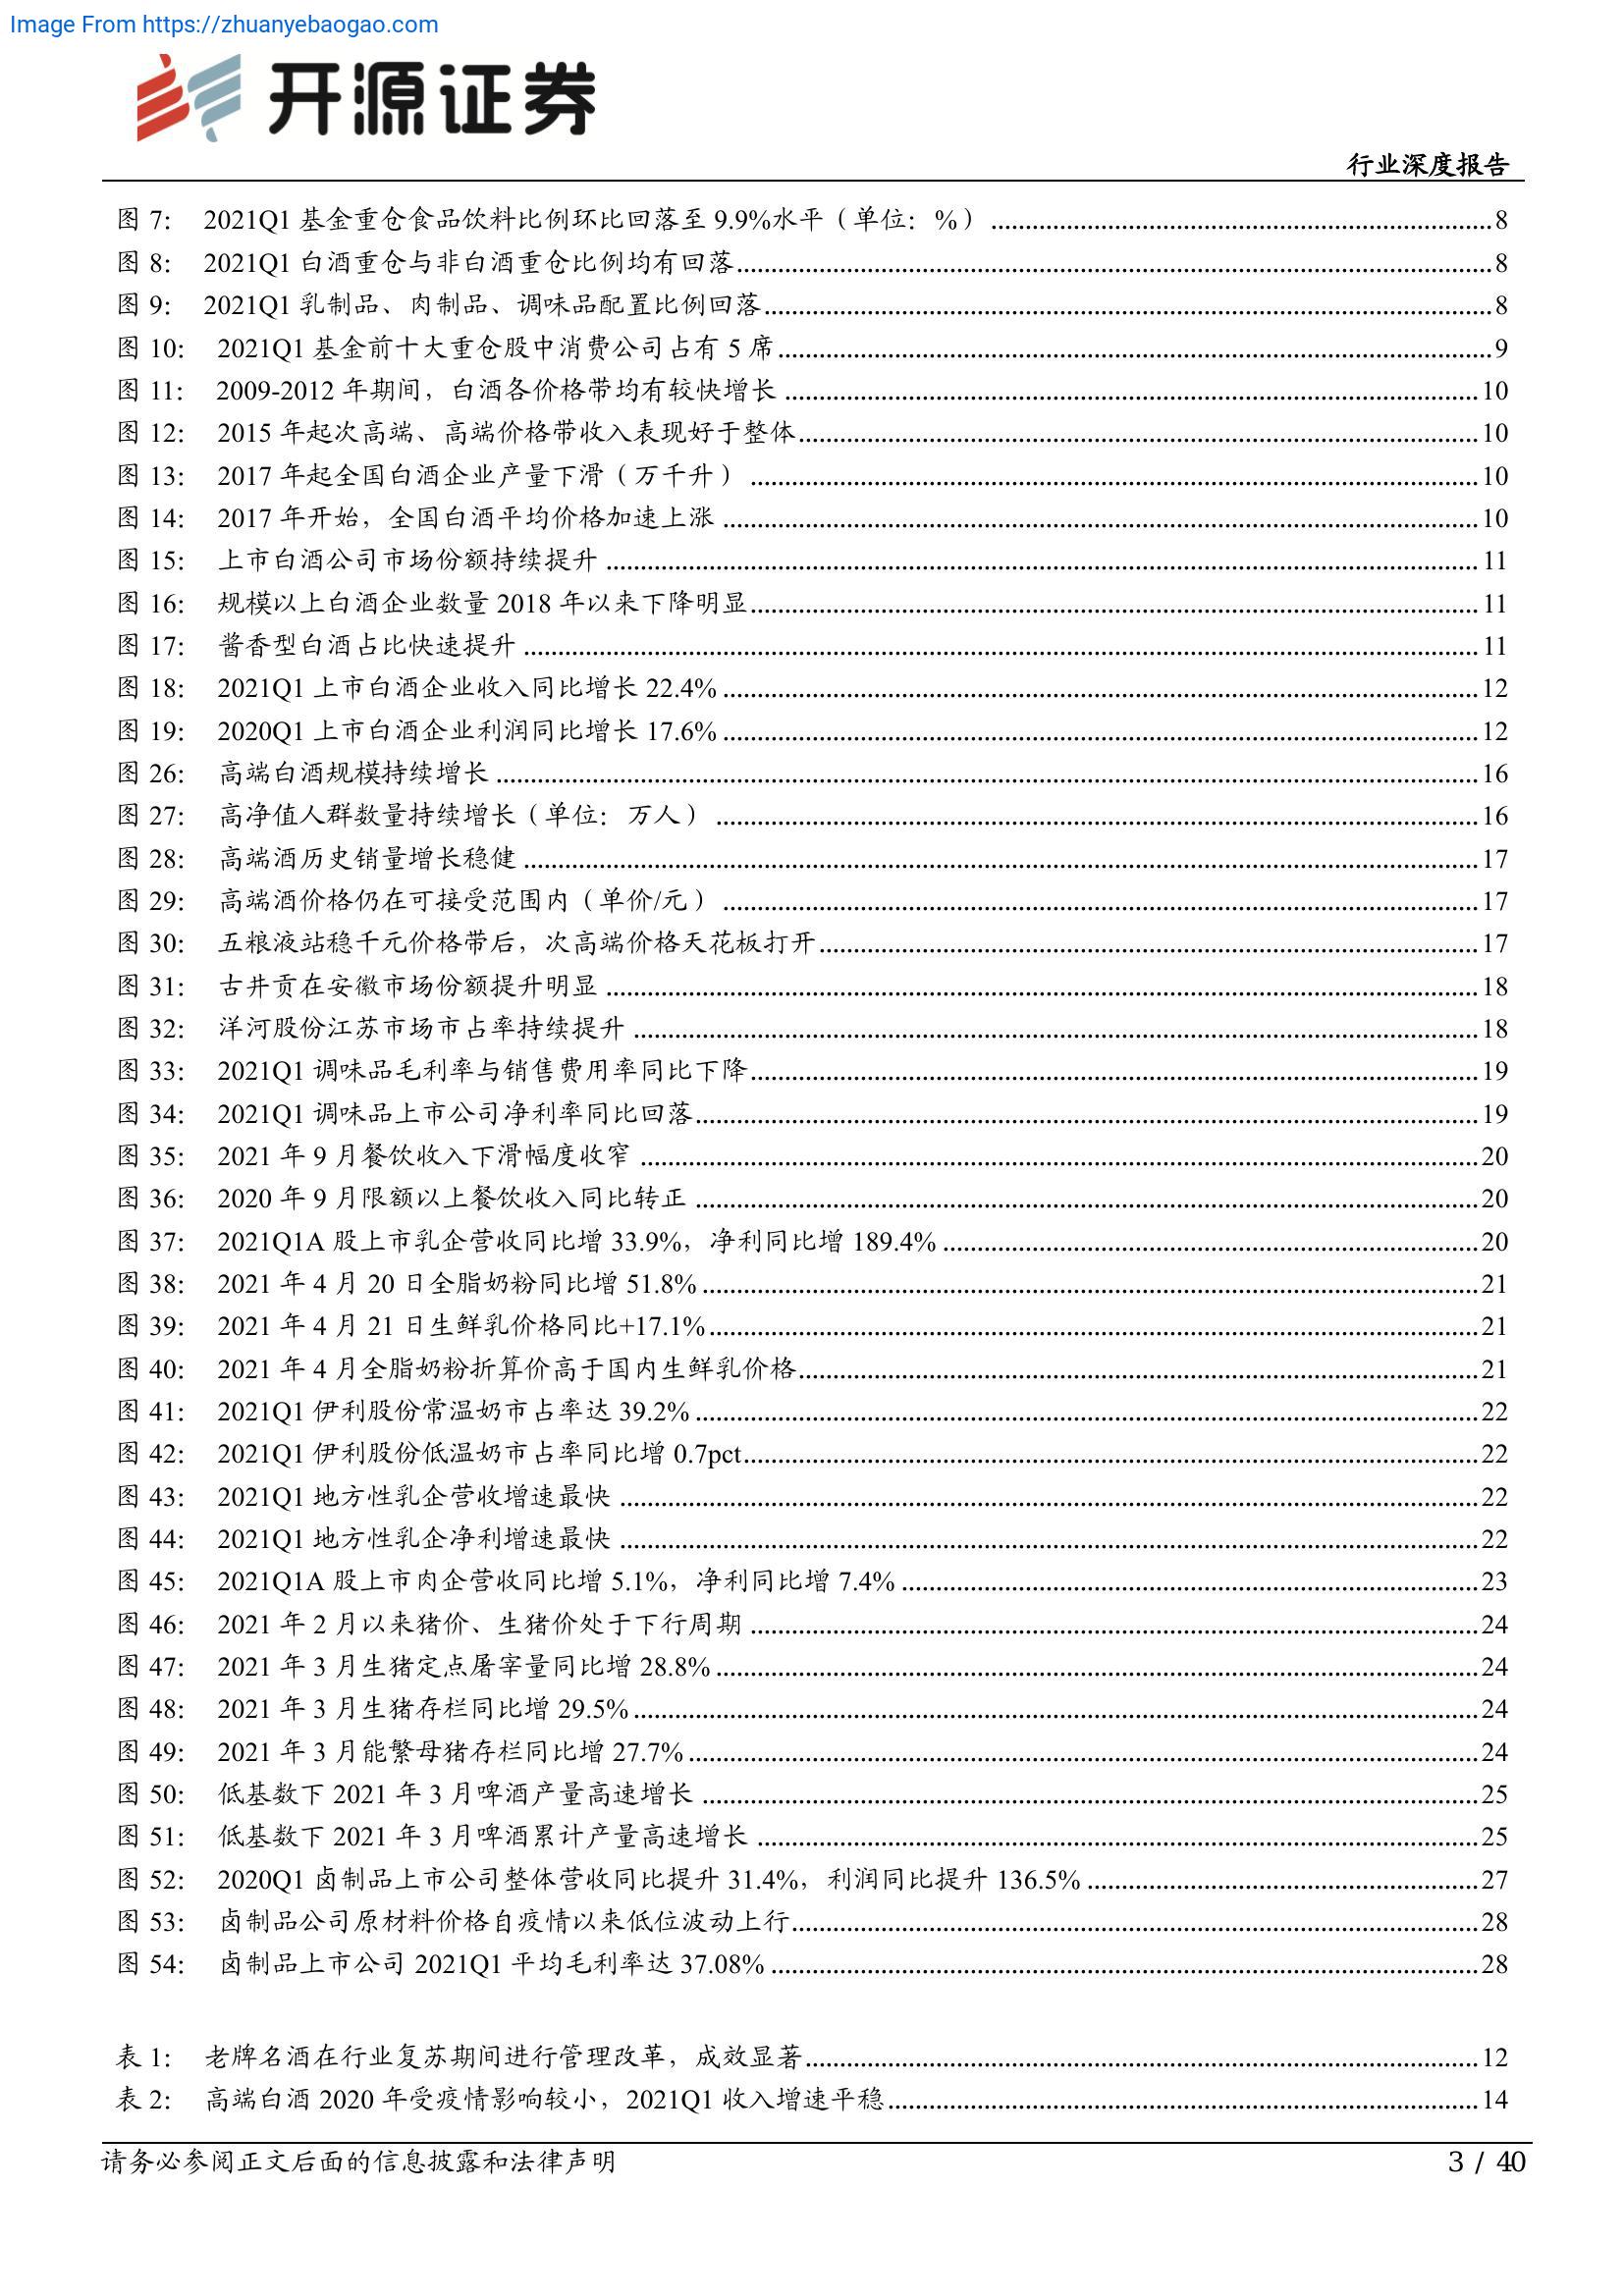 Image From https://zhuanyebaogao.com
开源证券
行业深度报告
图 7: 2021Q1 基金重仓食品饮料比例环比回落至 9.9%水平（单位：%） 8
图 8: 2021Q1 白酒重仓与非白酒重仓比例均有回落 8
图 9: 2021Q1 乳制品、肉制品、调味品配置比例回落 8
图 10: 2021Q1 基金前十大重仓股中消费公司占有 5 席 9
图 11: 2009-2012 年期间，白酒各价格带均有较快增长 10
图 12: 2015 年起次高端、高端价格带收入表现好于整体 10
图 13: 2017 年起全国白酒企业产量下滑（万千升） 10
图 14: 2017 年开始，全国白酒平均价格加速上涨 10
图 15: 上市白酒公司市场份额持续提升 11
图 16: 规模以上白酒企业数量 2018 年以来下降明显 11
图 17: 酱香型白酒占比快速提升 11
图 18: 2021Q1 上市白酒企业收入同比增长 22.4% 12
图 19: 2020Q1 上市白酒企业利润同比增长 17.6% 12
图 26: 高端白酒规模持续增长 16
图 27: 高净值人群数量持续增长（单位：万人） 16
图 28: 高端酒历史销量增长稳健 17
图 29: 高端酒价格仍在可接受范围内（单价/元） 17
图 30: 五粮液站稳千元价格带后，次高端价格天花板打开 17
图 31: 古井贡在安徽市场份额提升明显 18
图 32: 洋河股份江苏市场市占率持续提升 18
图 33: 2021Q1 调味品毛利率与销售费用率同比下降 19
图 34: 2021Q1 调味品上市公司净利率同比回落 19
图 35: 2021 年 9 月餐饮收入下滑幅度收窄 20
图 36: 2020 年 9 月限额以上餐饮收入同比转正 20
图 37: 2021Q1A 股上市乳企营收同比增 33.9%，净利同比增 189.4% 20
图 38: 2021 年 4 月 20 日全脂奶粉同比增 51.8% 21
图 39: 2021 年 4 月 21 日生鲜乳价格同比+17.1% 21
图 40: 2021 年 4 月全脂奶粉折算价高于国内生鲜乳价格 21
图 41: 2021Q1 伊利股份常温奶市占率达 39.2% 22
图 42: 2021Q1 伊利股份低温奶市占率同比增 0.7pct 22
图 43: 2021Q1 地方性乳企营收增速最快 22
图 44: 2021Q1 地方性乳企净利增速最快 22
图 45: 2021Q1A 股上市肉企营收同比增 5.1%，净利同比增 7.4% 23
图 46: 2021 年 2 月以来猪价、生猪价处于下行周期 24
图 47: 2021 年 3 月生猪定点屠宰量同比增 28.8% 24
图 48: 2021 年 3 月生猪存栏同比增 29.5% 24
图 49: 2021 年 3 月能繁母猪存栏同比增 27.7% 24
图 50: 低基数下 2021 年 3 月啤酒产量高速增长 25
图 51: 低基数下 2021 年 3 月啤酒累计产量高速增长 25
图 52: 2020Q1 卤制品上市公司整体营收同比提升 31.4%，利润同比提升 136.5% 27
图 53: 卤制品公司原材料价格自疫情以来低位波动上行 28
图 54: 卤制品上市公司 2021Q1 平均毛利率达 37.08% 28
表 1: 老牌名酒在行业复苏期间进行管理改革，成效显著 12
表 2: 高端白酒 2020 年受疫情影响较小，2021Q1 收入增速平稳 14
请务必参阅正文后面的信息披露和法律声明
3 / 40